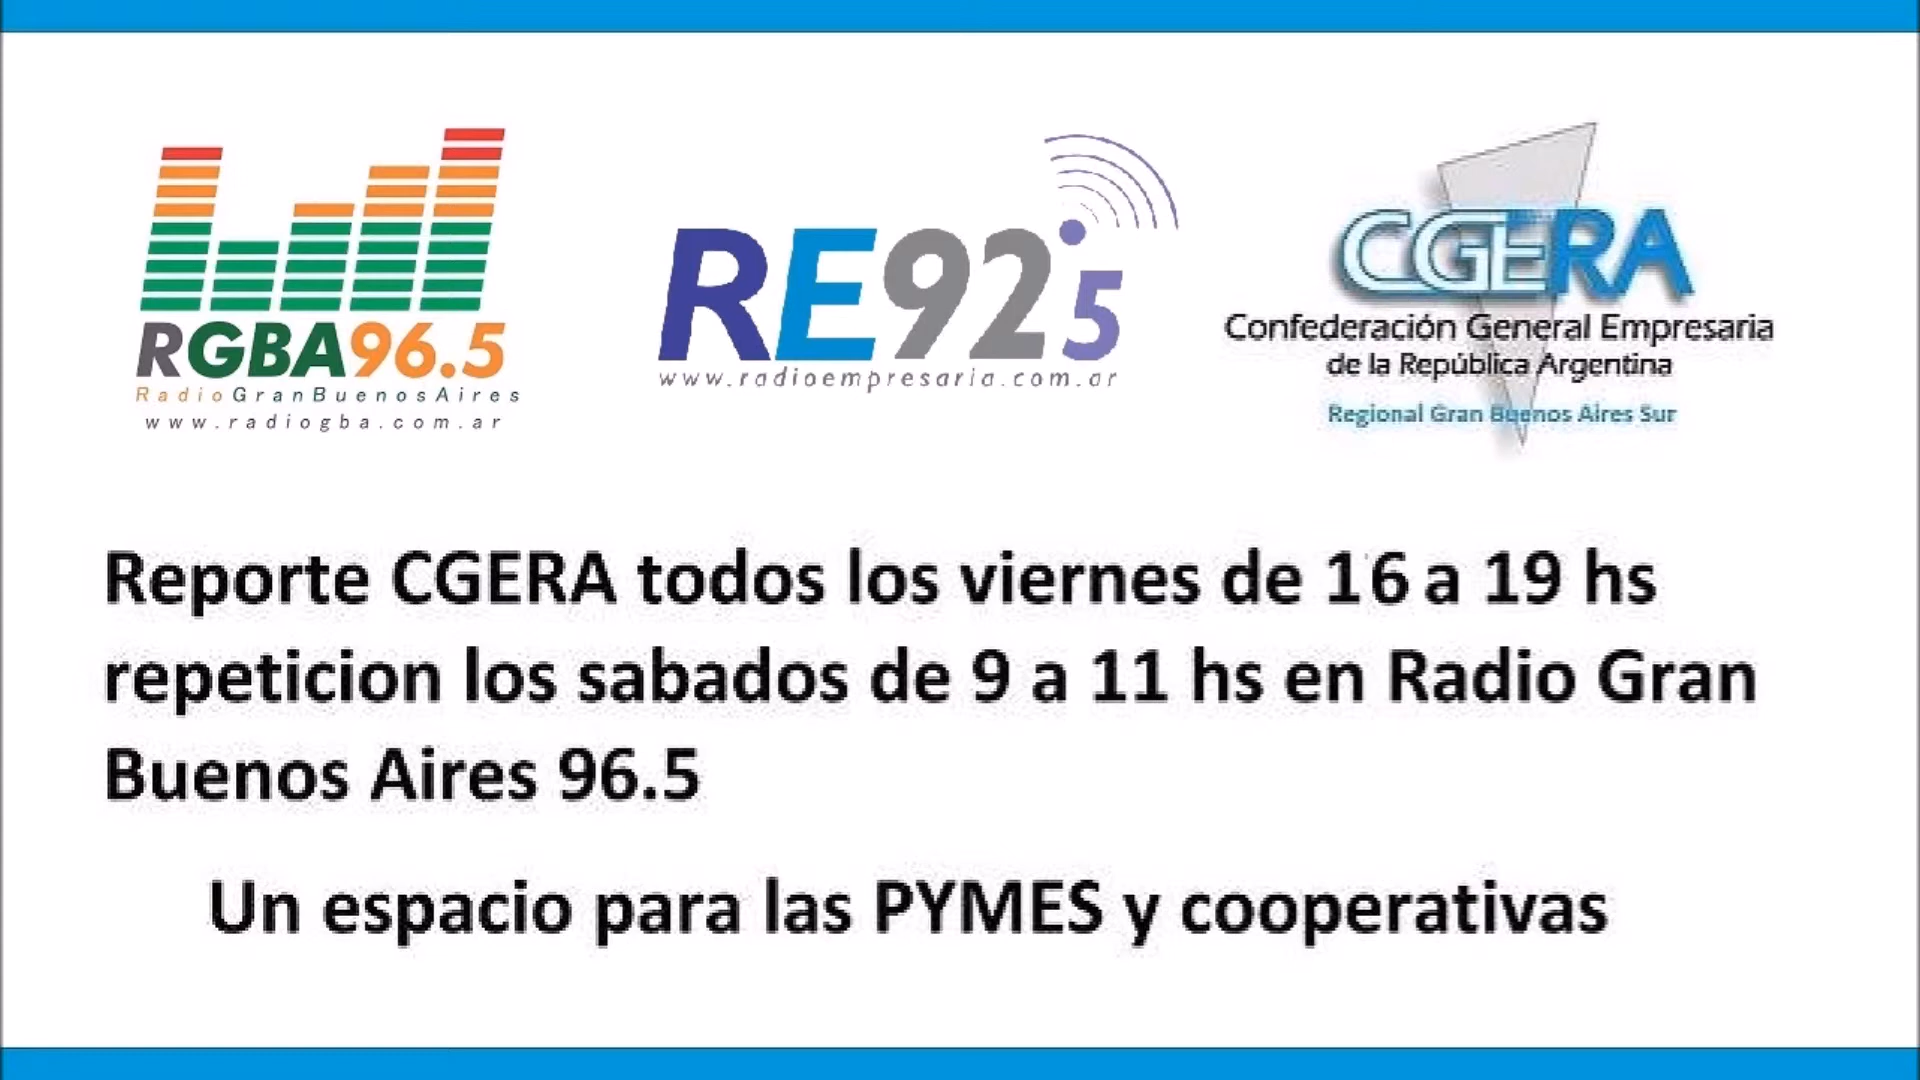 RGBA96.5
RadioGranBuenosAires
www.radiogba.com.ar
RE92.5
www.radioempresaria.com.ar
CGERA
Confederación General Empresaria
de la República Argentina
Regional Gran Buenos Aires Sur
Reporte CGERA todos los viernes de 16 a 19 hs
repeticion los sabados de 9 a 11 hs en Radio Gran
Buenos Aires 96.5
Un espacio para las PYMES y cooperativas